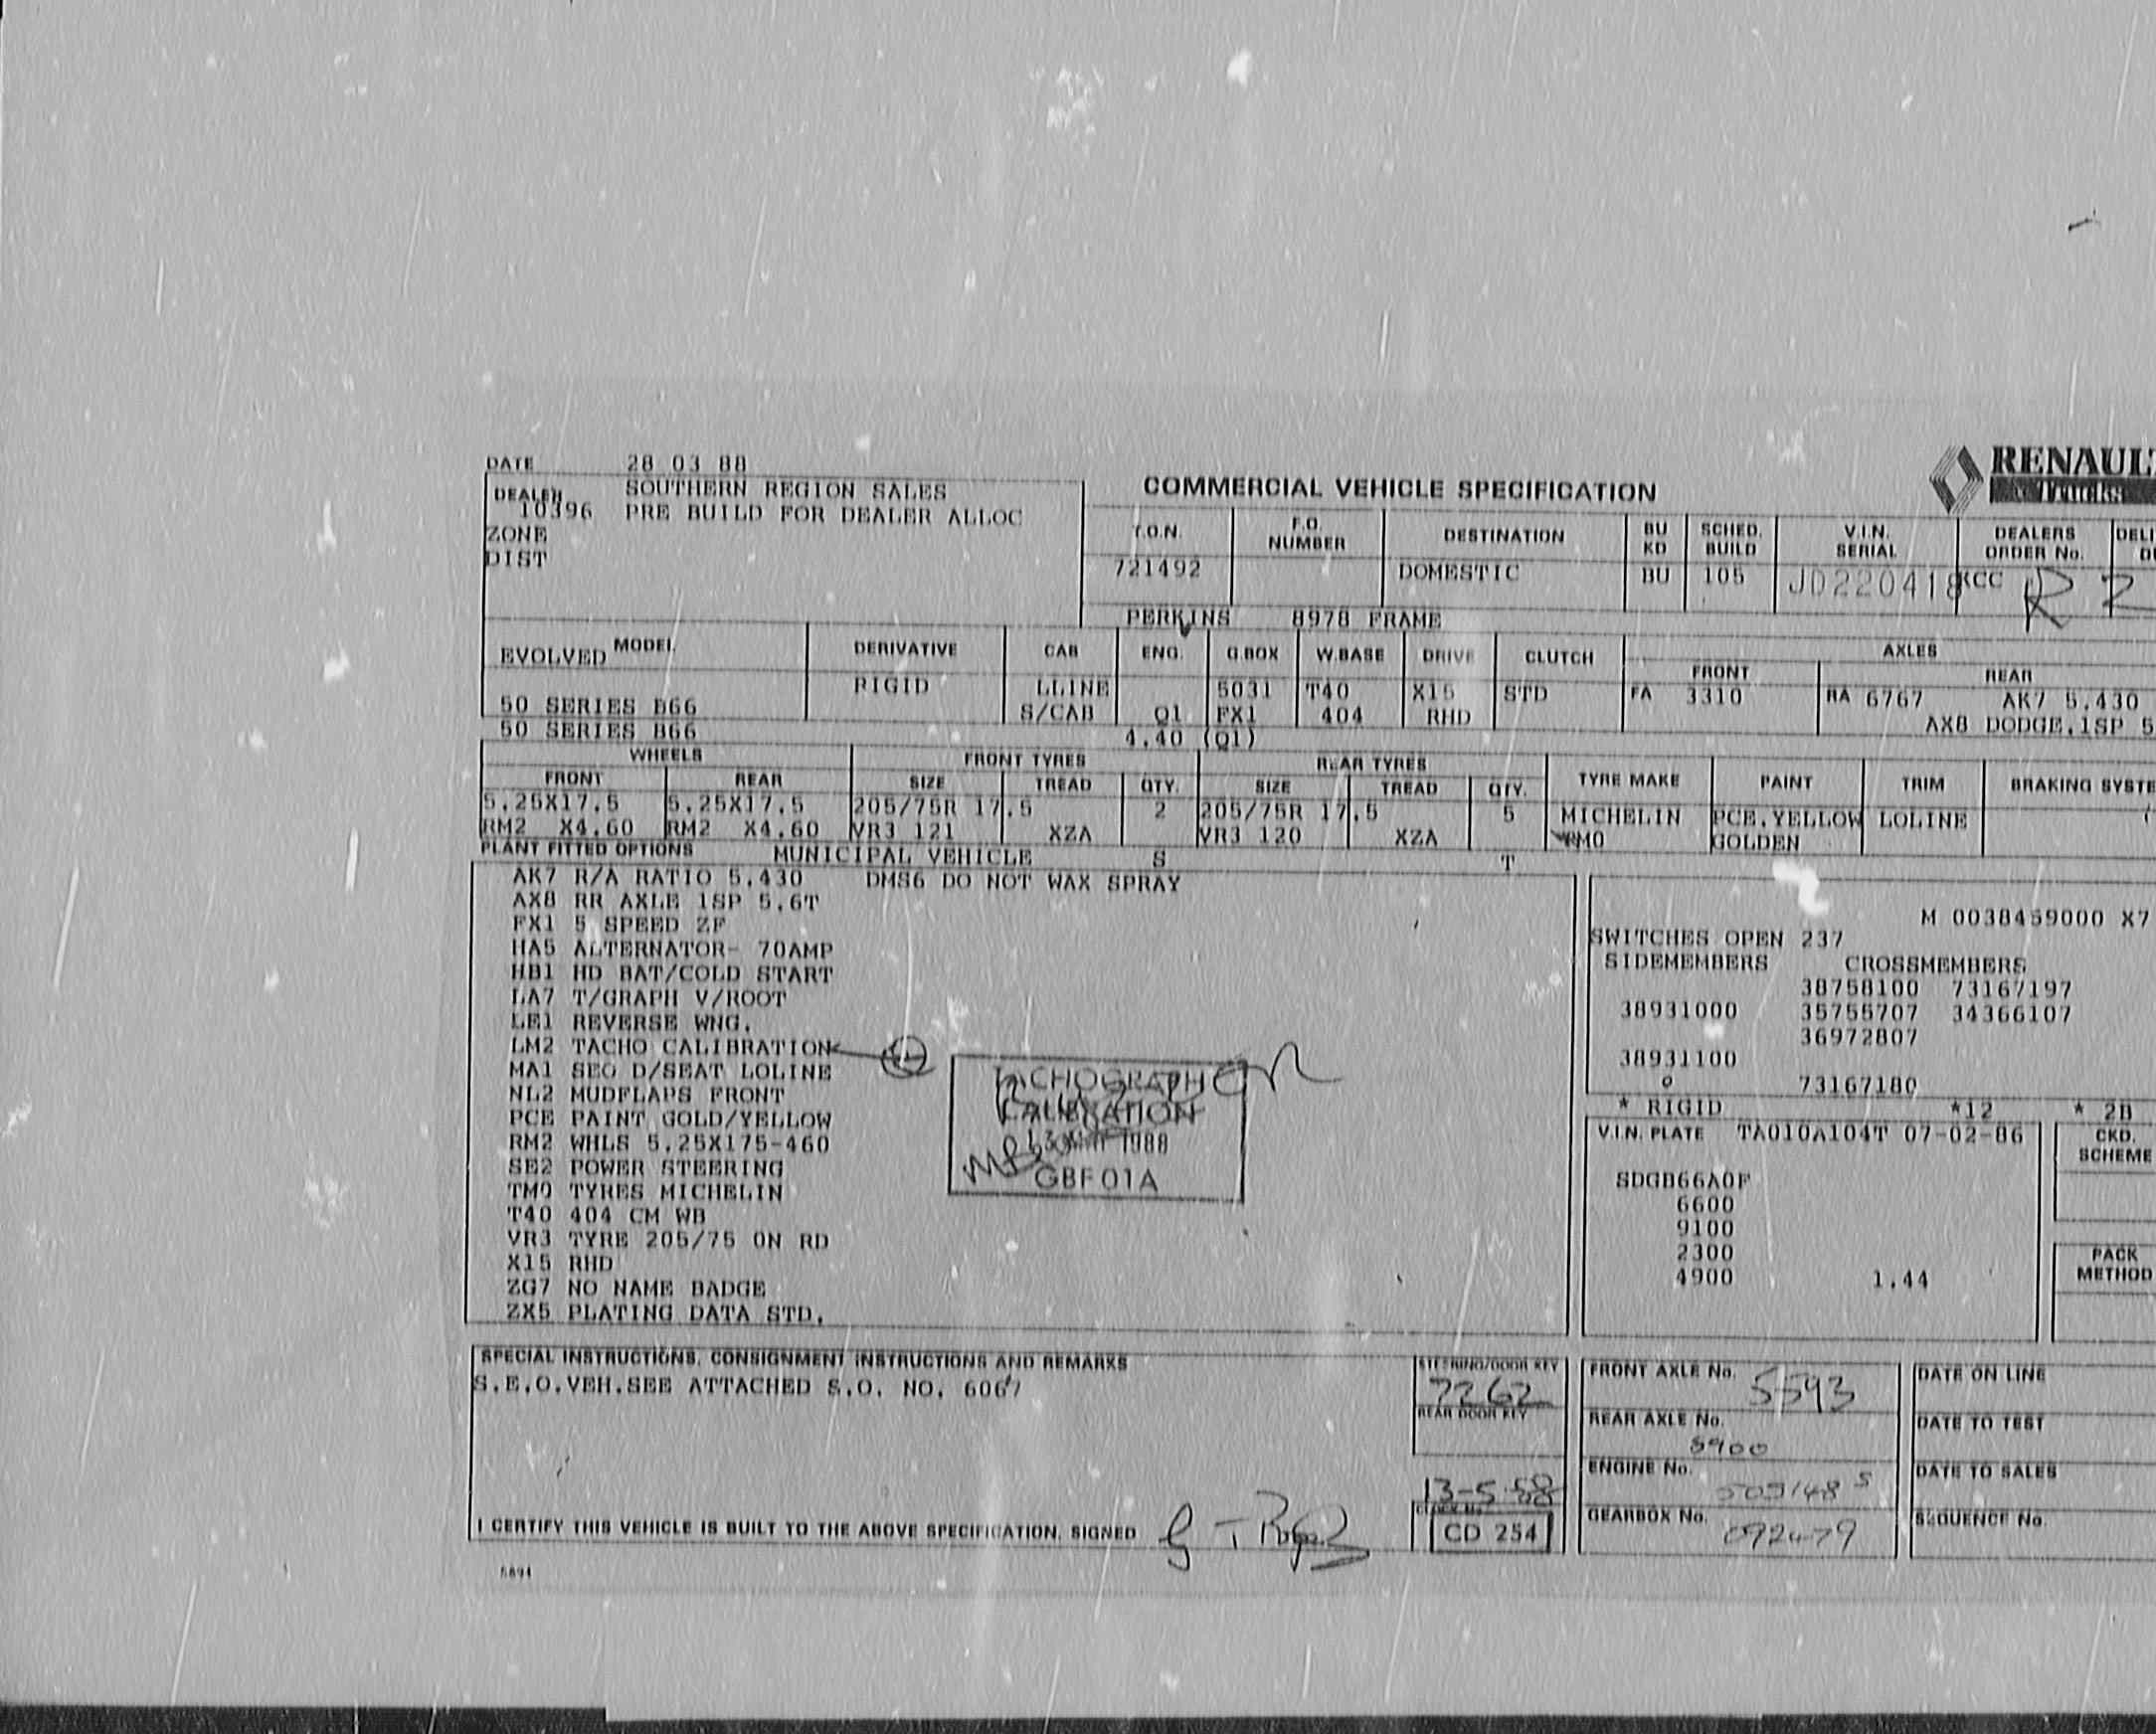 DATE 28 03 88
RENAULT
Trucks
DEALER SOUTHERN REGION SALES
10396 PRE BUILD FOR DEALER ALLOC
ZONE
DIST
COMMERCIAL VEHICLE SPECIFICATION
T.O.N. F.O. NUMBER DESTINATION BU KD SCHED. BUILD V.I.N. SERIAL DEALERS ORDER No. DELI
721492 DOMESTIC BU 105 JD220418 KCC R
PERKINS 8978 FRAME
MODEL DERIVATIVE CAB ENG. G.BOX W.BASE DRIVE CLUTCH AXLES
EVOLVED FRONT REAR
RIGID LLINE 5031 T40 X15 STD FA 3310 RA 6767 AK7 5.430
50 SERIES B66 S/CAB Q1 FX1 404 RHD AX8 DODGE.1SP 5
50 SERIES B66 4.40 (Q1)
WHEELS FRONT TYRES REAR TYRES TYRE MAKE PAINT TRIM BRAKING SYSTE
FRONT REAR SIZE TREAD QTY. SIZE TREAD QTY.
5.25X17.5 5.25X17.5 205/75R 17.5 2 205/75R 17.5 5 MICHELIN PCE.YELLOW LOLINE
RM2 X4.60 RM2 X4.60 VR3 121 XZA VR3 120 XZA TM0 GOLDEN
PLANT FITTED OPTIONS MUNICIPAL VEHICLE S T
AK7 R/A RATIO 5.430 DMS6 DO NOT WAX SPRAY
AX8 RR AXLE 1SP 5.6T
FX1 5 SPEED ZF
HA5 ALTERNATOR- 70AMP
HB1 HD BAT/COLD START
LA7 T/GRAPH V/ROOT
LE1 REVERSE WNG.
LM2 TACHO CALIBRATION
MA1 SEO D/SEAT LOLINE
NL2 MUDFLAPS FRONT
PCE PAINT GOLD/YELLOW
RM2 WHLS 5.25X175-460
SE2 POWER STEERING
TM0 TYRES MICHELIN
T40 404 CM WB
VR3 TYRE 205/75 ON RD
X15 RHD
ZG7 NO NAME BADGE
ZX5 PLATING DATA STD.
TACHOGRAPH
CALIBRATION
13 1988
GBF01A
M 0038459000 X7
SWITCHES OPEN 237
SIDEMEMBERS CROSSMEMBERS
38758100 73167197
38931000 35755707 34366107
36972807
38931100
73167180
* RIGID *12 * 2B
V.I.N. PLATE TA010A104T 07-02-86
CKD. SCHEME
SDGB66A0F
6600
9100
2300
4900 1.44
PACK METHOD
SPECIAL INSTRUCTIONS, CONSIGNMENT INSTRUCTIONS AND REMARKS
S.E.O.VEH.SEE ATTACHED S.O. NO. 6067
STEERING/DOOR KEY
7262
REAR DOOR KEY
13-5-88
CLOCK No.
CD 254
FRONT AXLE No. 5593
REAR AXLE No.
5900
ENGINE No.
GEARBOX No.
DATE ON LINE
DATE TO TEST
DATE TO SALES
SEQUENCE No.
I CERTIFY THIS VEHICLE IS BUILT TO THE ABOVE SPECIFICATION. SIGNED